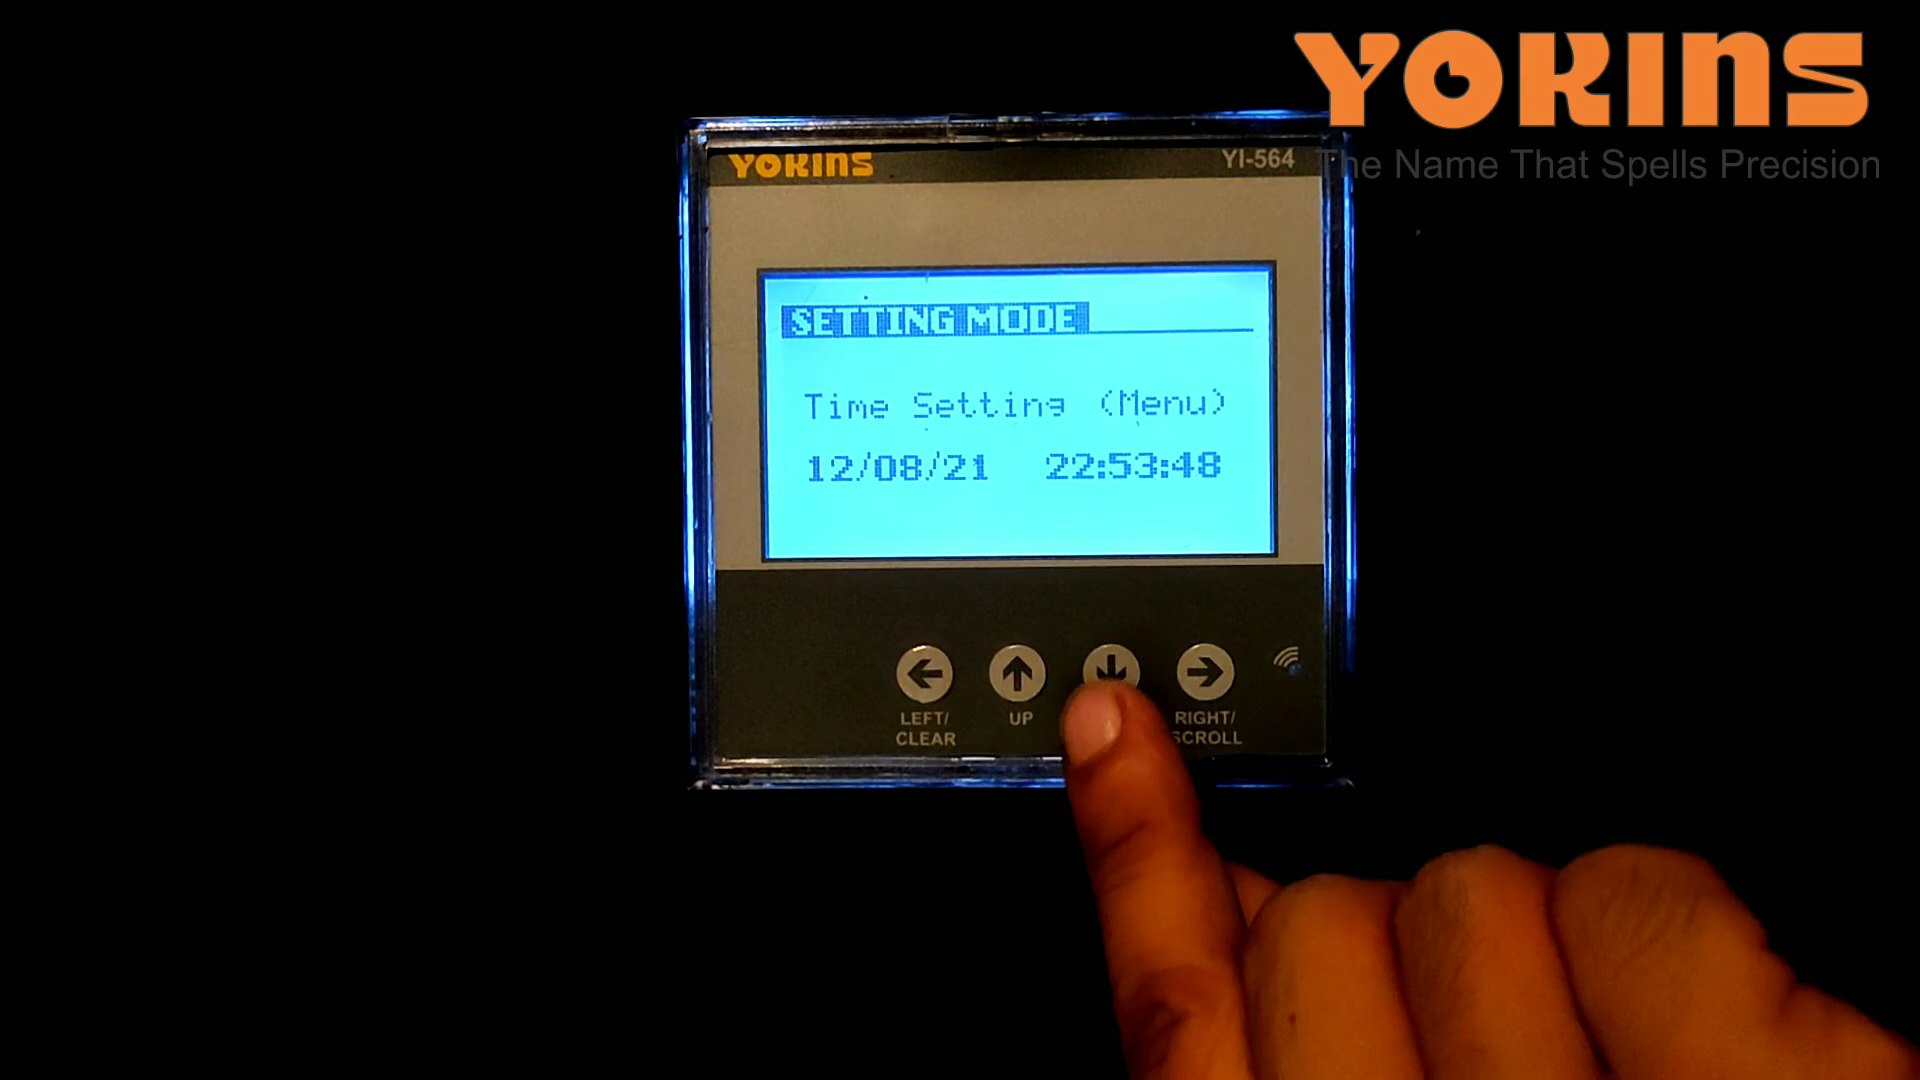 YOKINS
The Name That Spells Precision
YOKINS YI-564
SETTING MODE
Time Setting (Menu)
12/08/21 22:53:48
LEFT/
CLEAR
UP
RIGHT/
SCROLL